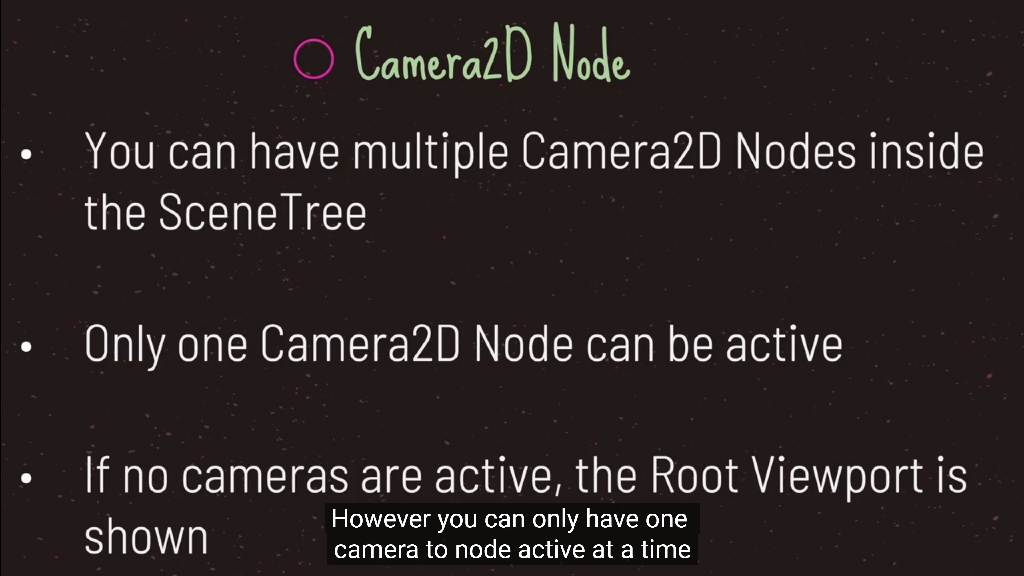 Camera2D Node
• You can have multiple Camera2D Nodes inside
the SceneTree
• Only one Camera2D Node can be active
• If no cameras are active, the Root Viewport is
shown
However you can only have one
camera to node active at a time